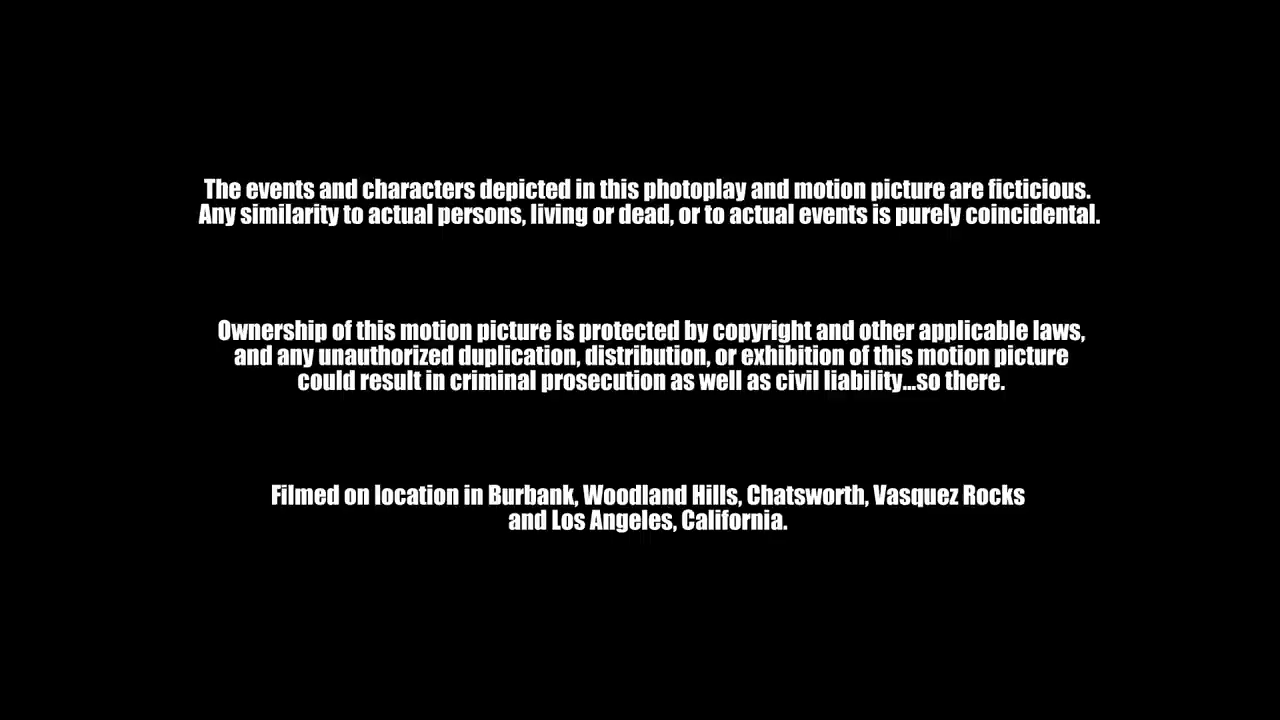 The events and characters depicted in this photoplay and motion picture are ficticious.
Any similarity to actual persons, living or dead, or to actual events is purely coincidental.
Ownership of this motion picture is protected by copyright and other applicable laws,
and any unauthorized duplication, distribution, or exhibition of this motion picture
could result in criminal prosecution as well as civil liability...so there.
Filmed on location in Burbank, Woodland Hills, Chatsworth, Vasquez Rocks
and Los Angeles, California.